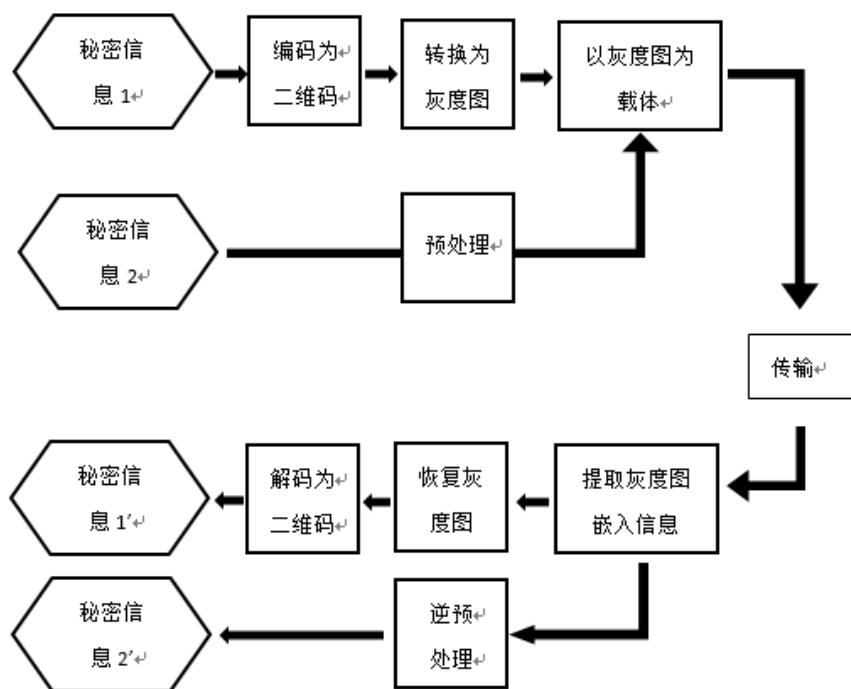 秘密信
息1
编码为
二维码
转换为
灰度图
以灰度图为
载体
秘密信
息2
预处理
传输
秘密信
息1’
解码为
二维码
恢复灰
度图
提取灰度图
嵌入信息
秘密信
息2’
逆预
处理